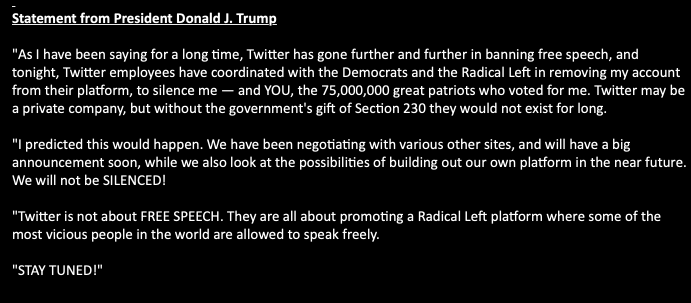 Statement from President Donald J. Trump
"As I have been saying for a long time, Twitter has gone further and further in banning free speech, and
tonight, Twitter employees have coordinated with the Democrats and the Radical Left in removing my account
from their platform, to silence me — and YOU, the 75,000,000 great patriots who voted for me. Twitter may be
a private company, but without the government's gift of Section 230 they would not exist for long.
"I predicted this would happen. We have been negotiating with various other sites, and will have a big
announcement soon, while we also look at the possibilities of building out our own platform in the near future.
We will not be SILENCED!
"Twitter is not about FREE SPEECH. They are all about promoting a Radical Left platform where some of the
most vicious people in the world are allowed to speak freely.
"STAY TUNED!"